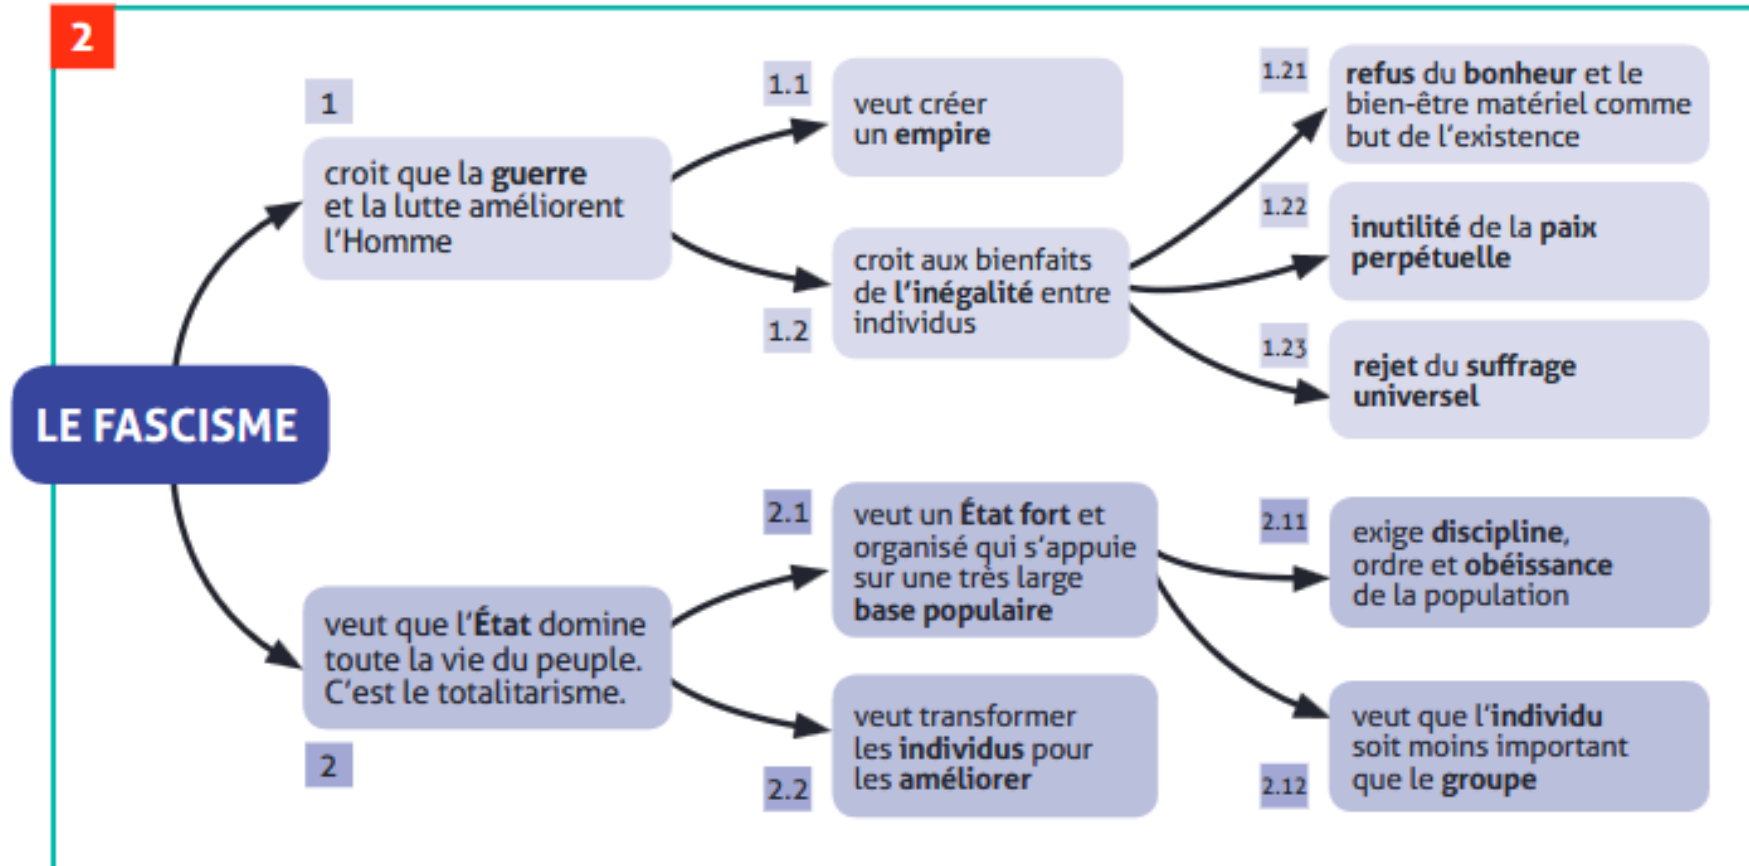 2
LE FASCISME
1
croit que la guerre
et la lutte améliorent
l'Homme
1.1
veut créer
un empire
1.2
croit aux bienfaits
de l'inégalité entre
individus
1.21
refus du bonheur et le
bien-être matériel comme
but de l'existence
1.22
inutilité de la paix
perpétuelle
1.23
rejet du suffrage
universel
2
veut que l'État domine
toute la vie du peuple.
C'est le totalitarisme.
2.1
veut un État fort et
organisé qui s'appuie
sur une très large
base populaire
2.11
exige discipline,
ordre et obéissance
de la population
2.12
veut que l'individu
soit moins important
que le groupe
2.2
veut transformer
les individus pour
les améliorer